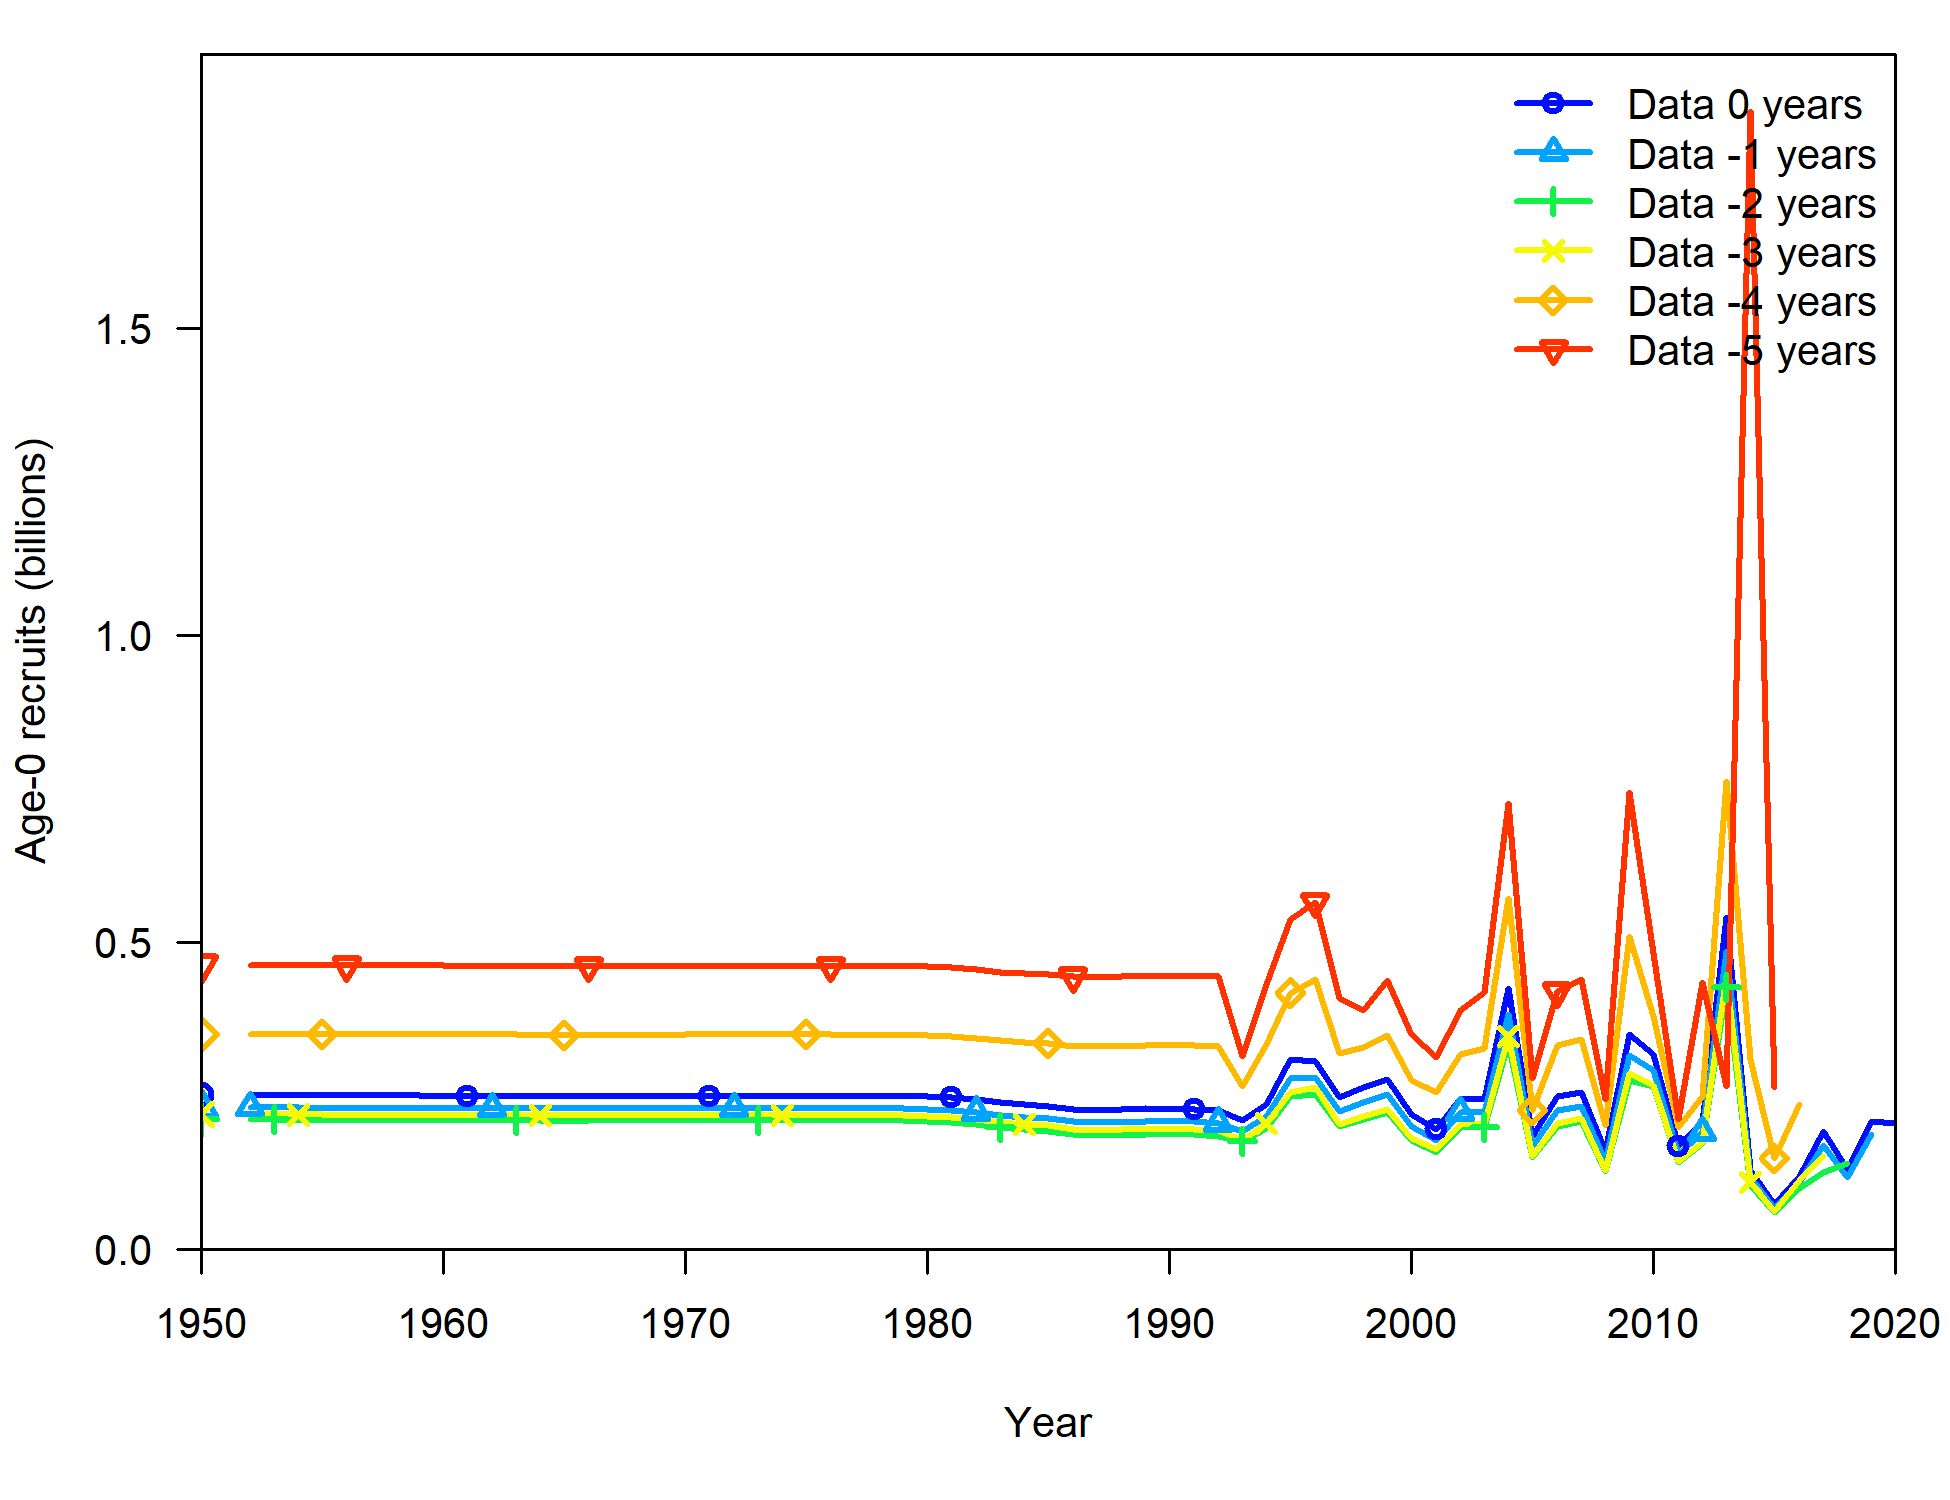 Data 0 years
Data -1 years
Data -2 years
Data -3 years
Data -4 years
Data -5 years
1.5
1.0
0.5
0.0
Age-0 recruits (billions)
1950 1960 1970 1980 1990 2000 2010 2020
Year